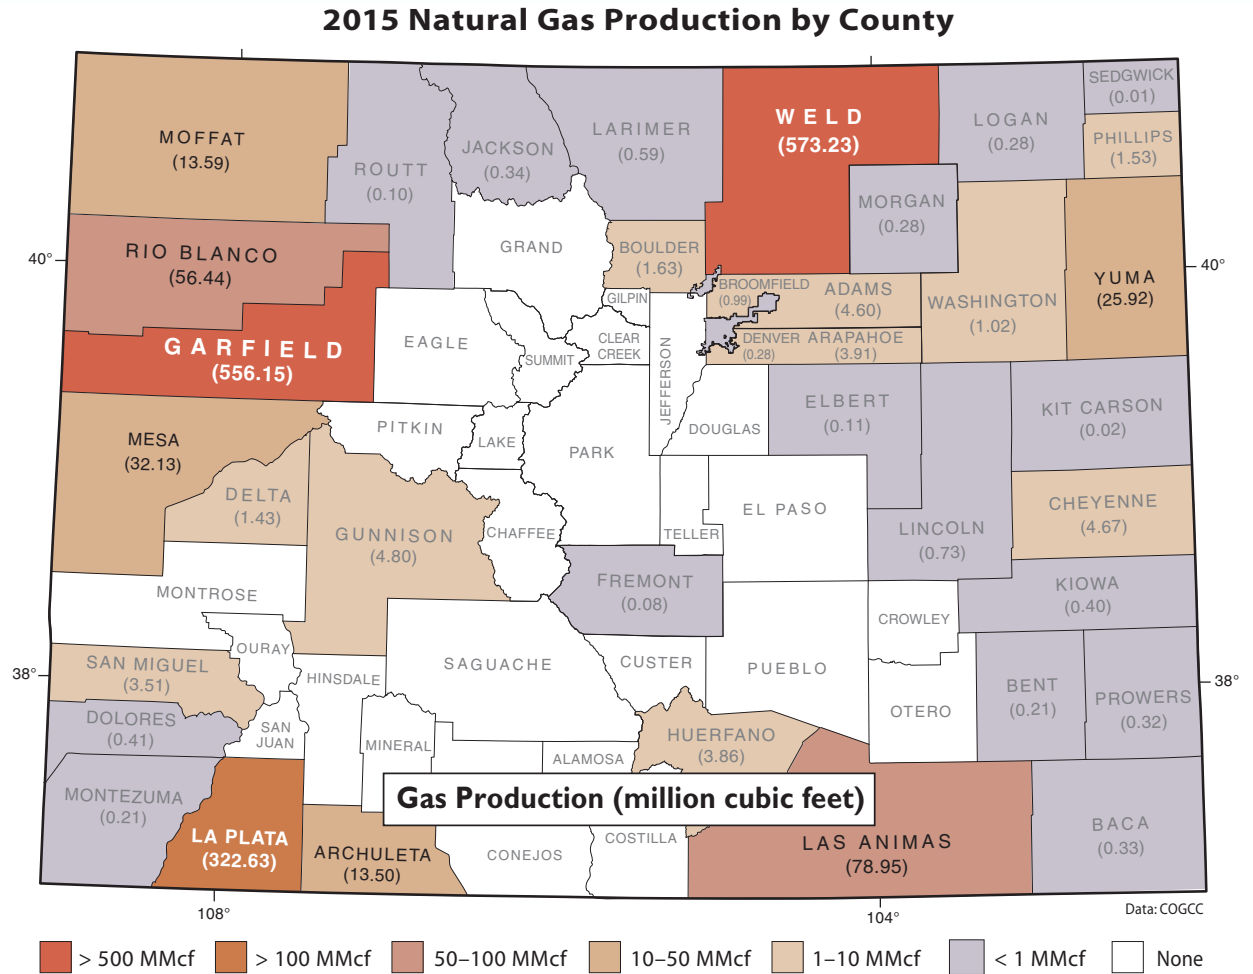 2015 Natural Gas Production by County
SEDGWICK
(0.01)
WELD
(573.23)
LOGAN
(0.28)
LARIMER
(0.59)
MOFFAT
(13.59)
JACKSON
(0.34)
PHILLIPS
(1.53)
ROUTT
(0.10)
MORGAN
(0.28)
GRAND
BOULDER
(1.63)
RIO BLANCO
(56.44)
40°
40°
YUMA
(25.92)
BROOMFIELD
(0.99)
ADAMS
(4.60)
WASHINGTON
(1.02)
GILPIN
CLEAR
CREEK
DENVER
(0.28)
ARAPAHOE
(3.91)
EAGLE
SUMMIT
GARFIELD
(556.15)
JEFFERSON
ELBERT
(0.11)
KIT CARSON
(0.02)
PITKIN
LAKE
DOUGLAS
MESA
(32.13)
PARK
DELTA
(1.43)
CHEYENNE
(4.67)
EL PASO
GUNNISON
(4.80)
CHAFFEE
TELLER
LINCOLN
(0.73)
FREMONT
(0.08)
KIOWA
(0.40)
MONTROSE
CROWLEY
OURAY
SAGUACHE
CUSTER
PUEBLO
SAN MIGUEL
(3.51)
HINSDALE
38°
38°
BENT
(0.21)
PROWERS
(0.32)
OTERO
DOLORES
(0.41)
SAN
JUAN
MINERAL
HUERFANO
(3.86)
ALAMOSA
MONTEZUMA
(0.21)
Gas Production (million cubic feet)
LA PLATA
(322.63)
ARCHULETA
(13.50)
CONEJOS
COSTILLA
LAS ANIMAS
(78.95)
BACA
(0.33)
108°
104°
Data: COGCC
> 500 MMcf
> 100 MMcf
50–100 MMcf
10–50 MMcf
1–10 MMcf
< 1 MMcf
None